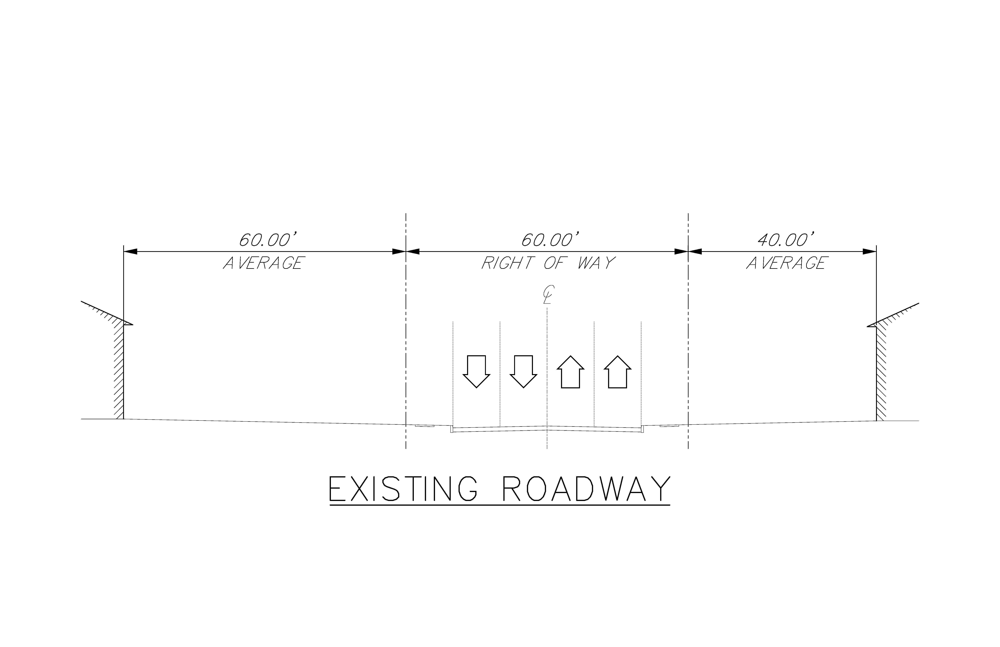 60.00' 60.00' 40.00'
AVERAGE RIGHT OF WAY AVERAGE
℄
EXISTING ROADWAY